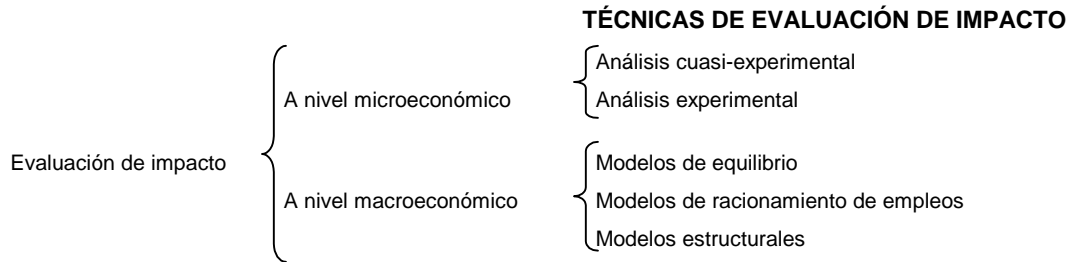 TÉCNICAS DE EVALUACIÓN DE IMPACTO
Evaluación de impacto
A nivel microeconómico
Análisis cuasi-experimental
Análisis experimental
A nivel macroeconómico
Modelos de equilibrio
Modelos de racionamiento de empleos
Modelos estructurales